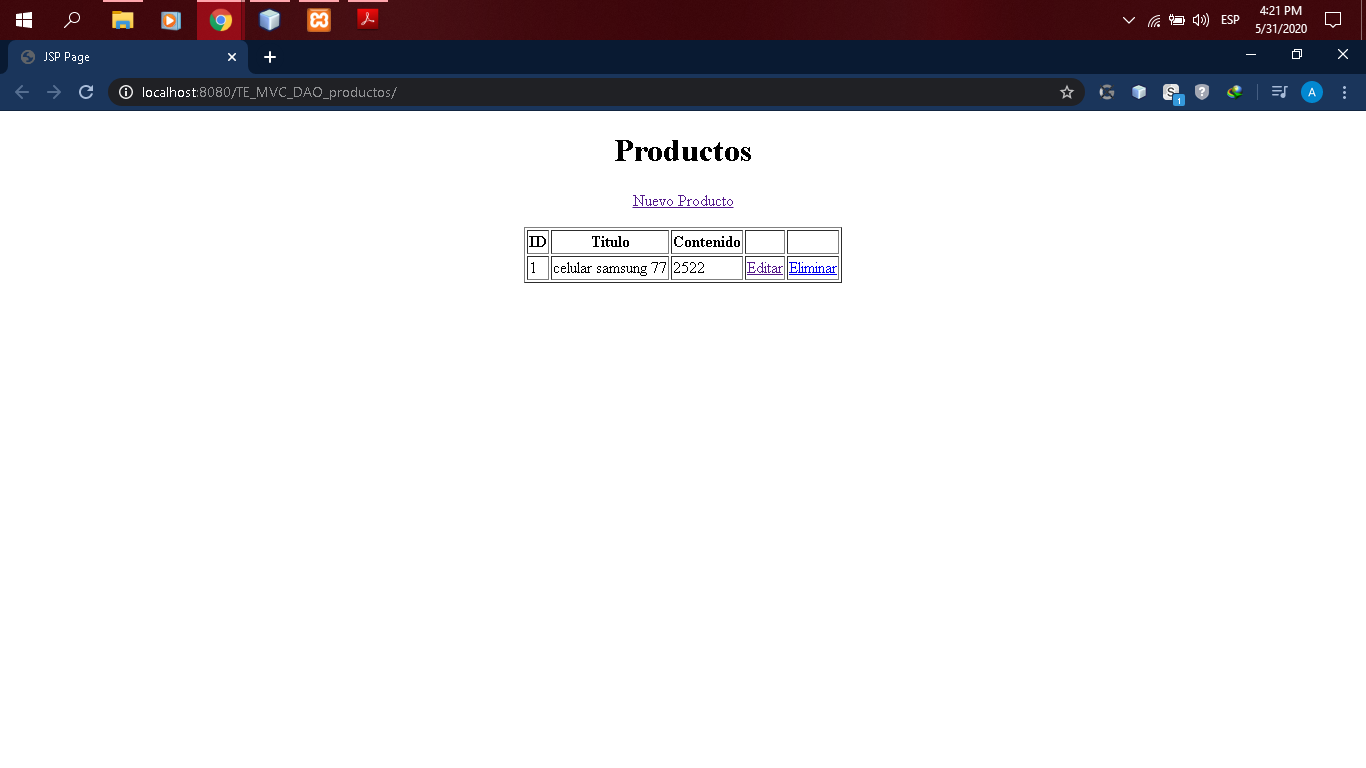 ESP
4:21 PM
5/31/2020
JSP Page
localhost:8080/TE_MVC_DAO_productos/
S
1
?
A
Productos
Nuevo Producto
ID Titulo Contenido
1 celular samsung 77 2522 Editar Eliminar